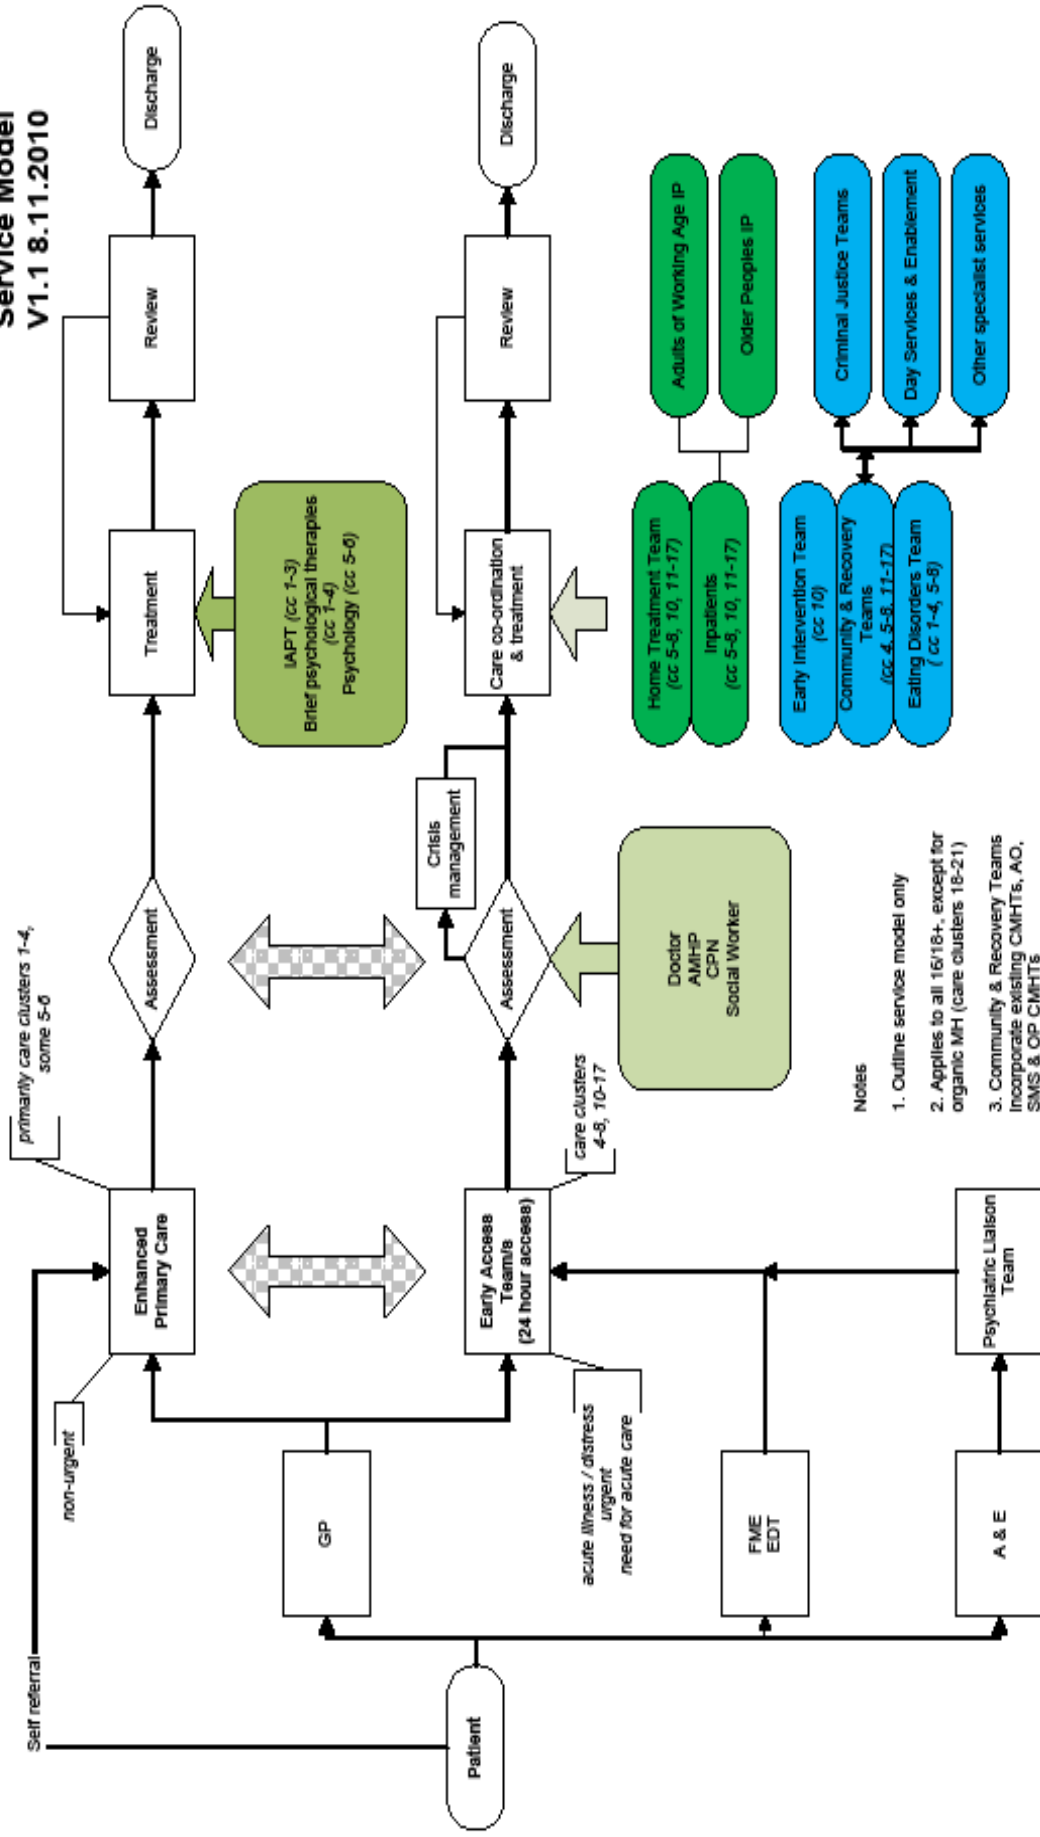 Service Model
V1.1 8.11.2010
Self referral
Patient
non-urgent
primarily care clusters 1-4,
some 5-6
Enhanced
Primary Care
Assessment
Treatment
Review
Discharge
IAPT (cc 1-3)
Brief psychological therapies
(cc 1-4)
Psychology (cc 5-6)
GP
Early Access
Team/s
(24 hour access)
acute illness / distress
urgent
need for acute care
care clusters
4-8, 10-17
Assessment
Crisis
management
Care co-ordination
& treatment
Review
Discharge
Doctor
AMHP
CPN
Social Worker
Home Treatment Team
(cc 5-8, 10, 11-17)
Inpatients
(cc 5-8, 10, 11-17)
Adults of Working Age IP
Older Peoples IP
FME
EDT
A & E
Psychiatric Liaison
Team
Early Intervention Team
(cc 10)
Community & Recovery
Teams
(cc 4, 5-8, 11-17)
Eating Disorders Team
( cc 1-4, 5-8)
Criminal Justice Teams
Day Services & Enablement
Other specialist services
Notes
1. Outline service model only
2. Applies to all 16/18+, except for
organic MH (care clusters 18-21)
3. Community & Recovery Teams
incorporate existing CMHTs, AO,
SMS & OP CMHTs